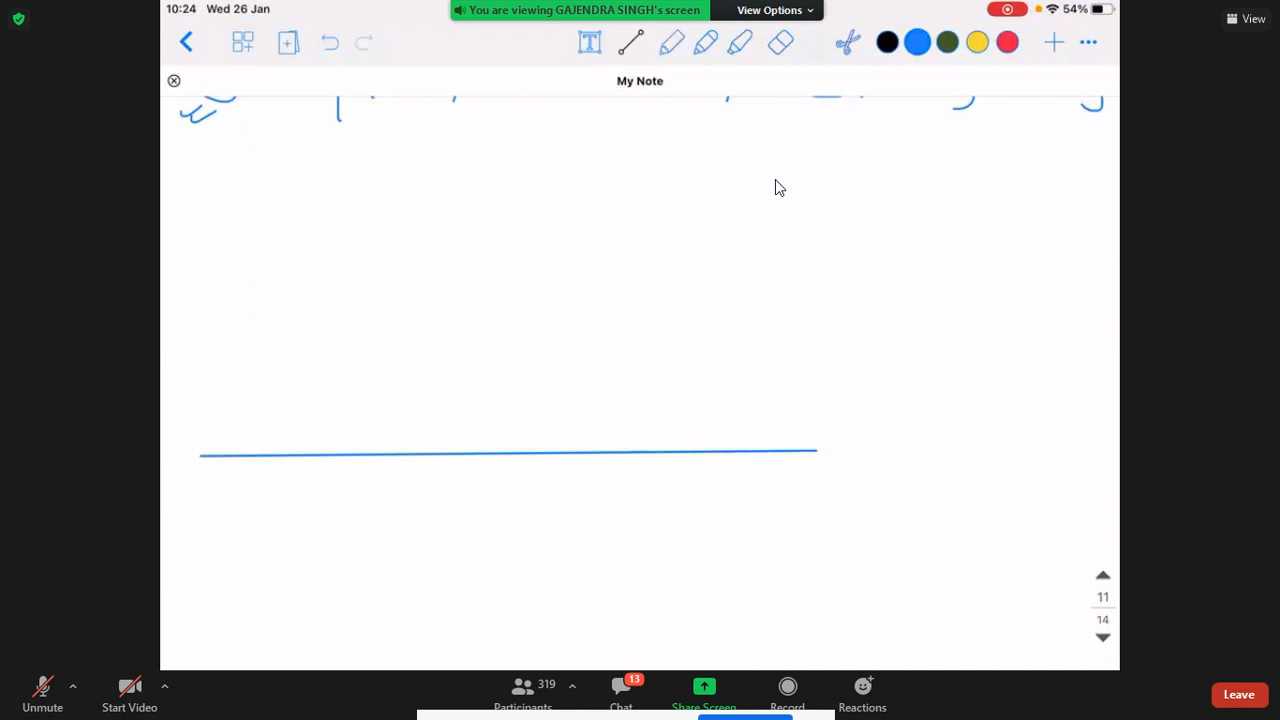 10:24 Wed 26 Jan You are viewing GAJENDRA SINGH's screen View Options 54% View
My Note
11
14
319 13
Unmute Start Video Participants Chat Share Screen Record Reactions Leave